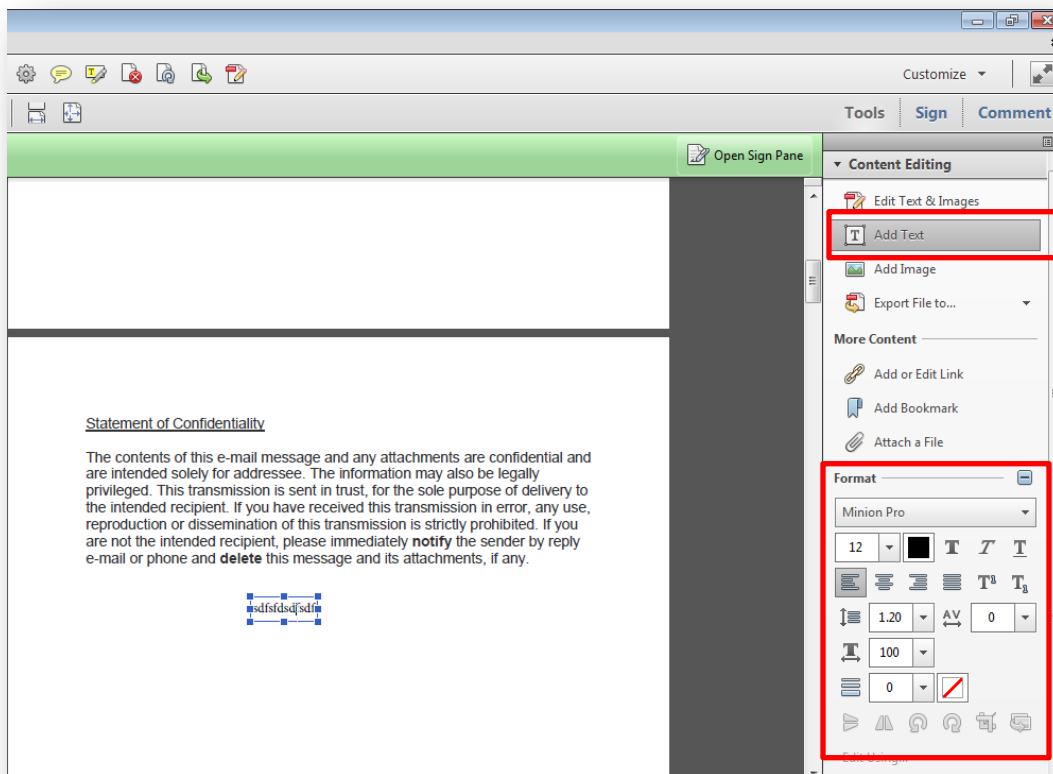 Customize
Tools Sign Comment
Open Sign Pane
Content Editing
Edit Text & Images
Add Text
Add Image
Export File to...
More Content
Add or Edit Link
Add Bookmark
Attach a File
Statement of Confidentiality
The contents of this e-mail message and any attachments are confidential and
are intended solely for addressee. The information may also be legally
privileged. This transmission is sent in trust, for the sole purpose of delivery to
the intended recipient. If you have received this transmission in error, any use,
reproduction or dissemination of this transmission is strictly prohibited. If you
are not the intended recipient, please immediately notify the sender by reply
e-mail or phone and delete this message and its attachments, if any.
Format
Minion Pro
12 T T T
T¹ T₁
1.20 AV 0
T 100
0
Edit Using...